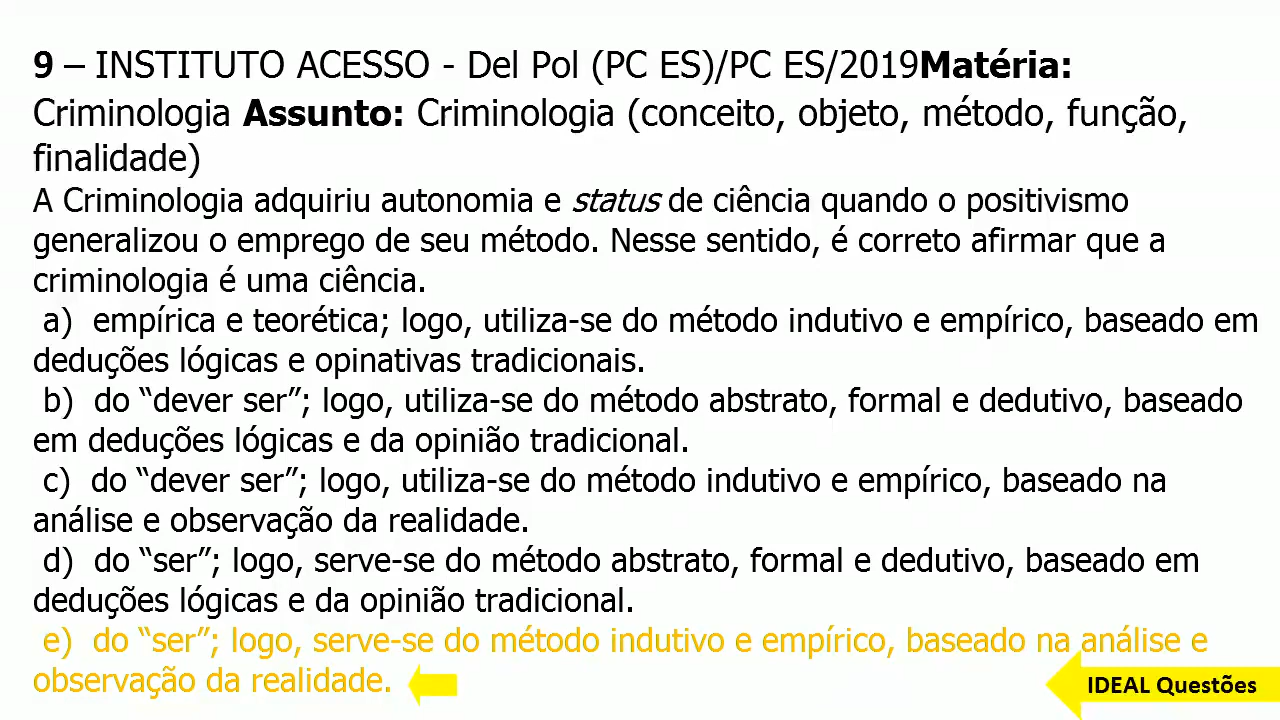 9 – INSTITUTO ACESSO - Del Pol (PC ES)/PC ES/2019Matéria:
Criminologia Assunto: Criminologia (conceito, objeto, método, função,
finalidade)
A Criminologia adquiriu autonomia e status de ciência quando o positivismo
generalizou o emprego de seu método. Nesse sentido, é correto afirmar que a
criminologia é uma ciência.
a) empírica e teorética; logo, utiliza-se do método indutivo e empírico, baseado em
deduções lógicas e opinativas tradicionais.
b) do “dever ser”; logo, utiliza-se do método abstrato, formal e dedutivo, baseado
em deduções lógicas e da opinião tradicional.
c) do “dever ser”; logo, utiliza-se do método indutivo e empírico, baseado na
análise e observação da realidade.
d) do “ser”; logo, serve-se do método abstrato, formal e dedutivo, baseado em
deduções lógicas e da opinião tradicional.
e) do “ser”; logo, serve-se do método indutivo e empírico, baseado na análise e
observação da realidade.
IDEAL Questões